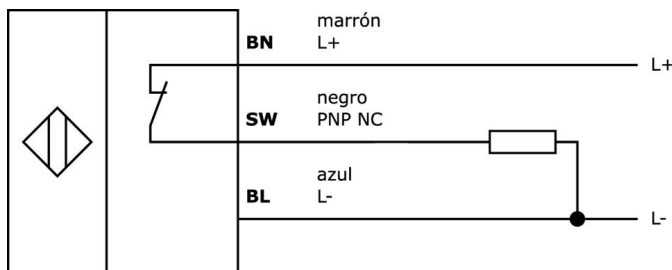 marrón
BN L+
L+
negro
SW PNP NC
azul
BL L-
L-